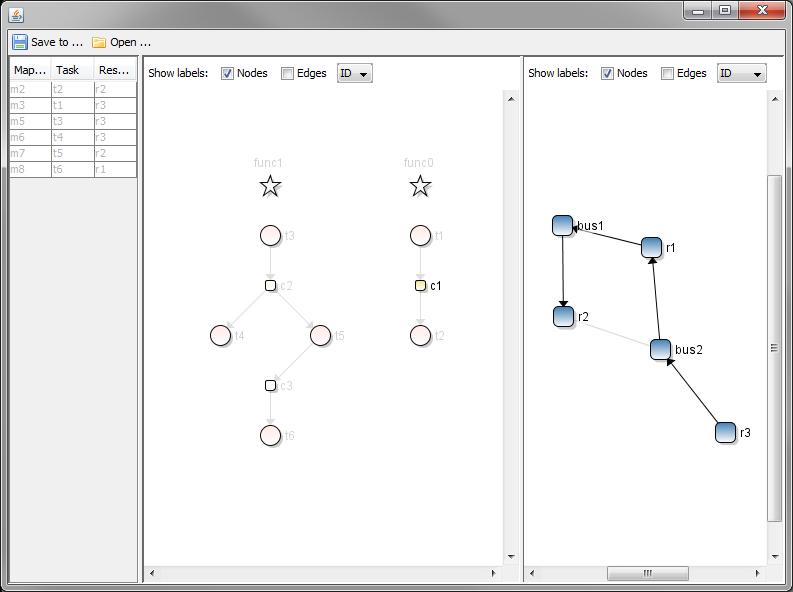 Save to ... Open ...
Map... Task Res...
m2 t2 r2
m3 t1 r3
m5 t3 r3
m6 t4 r3
m7 t5 r2
m8 t6 r1
Show labels: Nodes Edges ID
func1 func0
t3 t1
c2 c1
t4 t5 t2
c3
t6
Show labels: Nodes Edges ID
bus1
r1
r2
bus2
r3